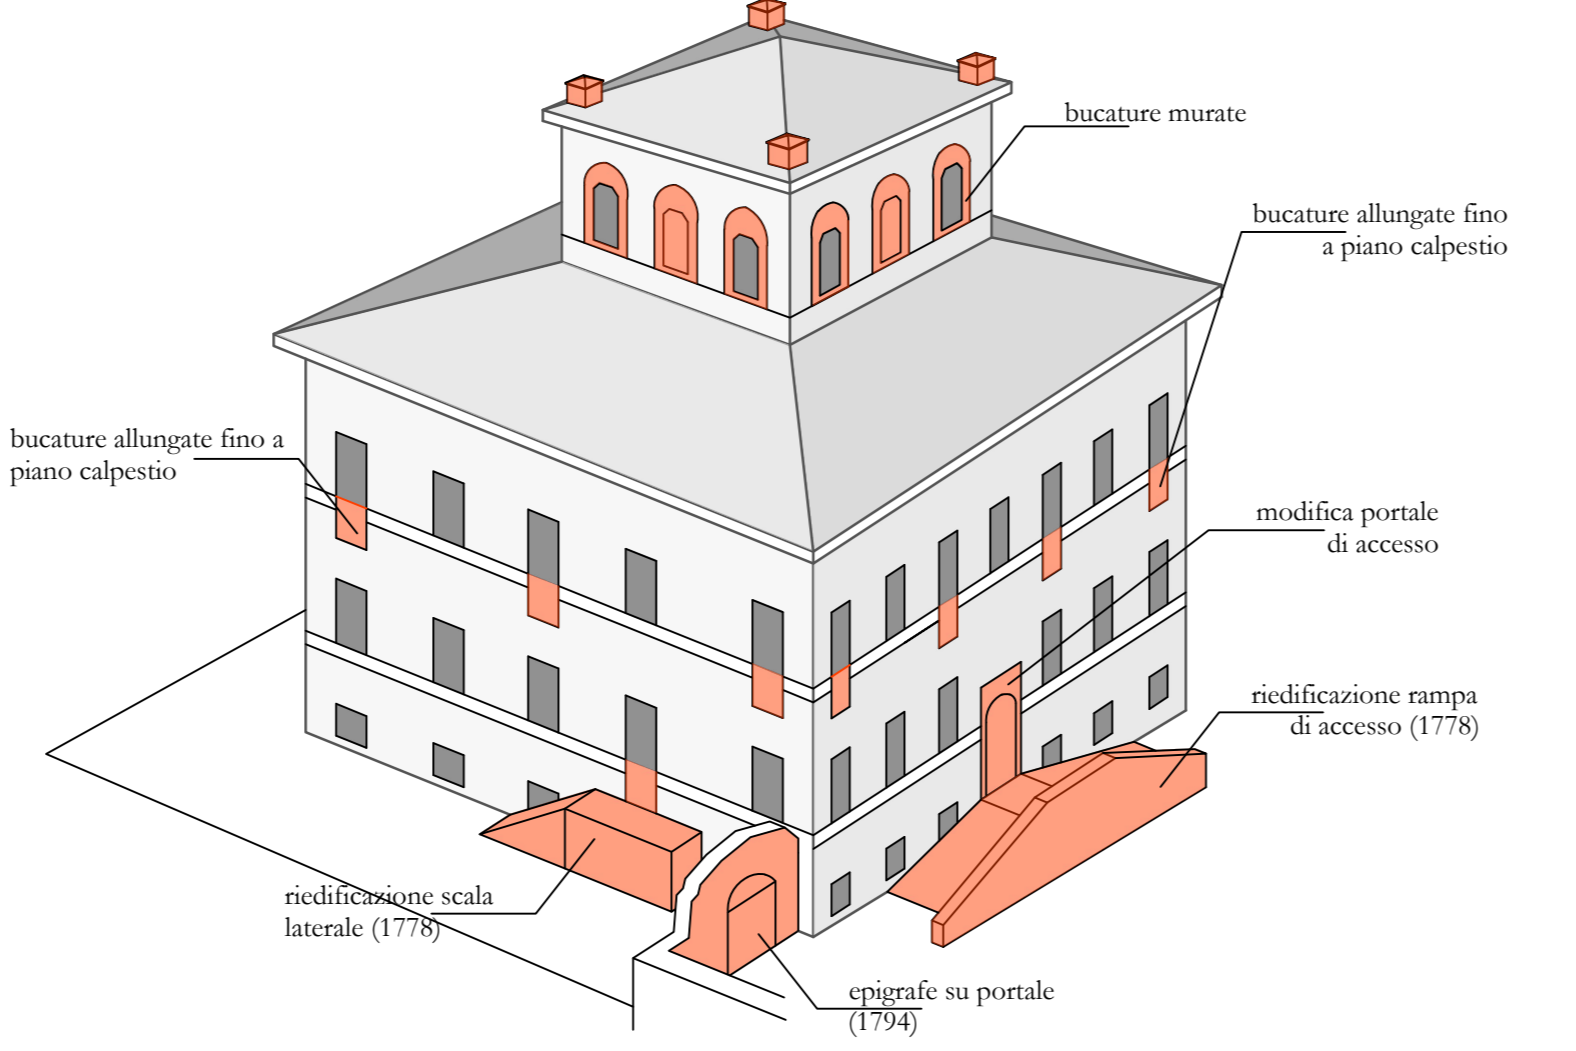 bucature murate
bucature allungate fino
a piano calpestio
bucature allungate fino a
piano calpestio
modifica portale
di accesso
riedificazione rampa
di accesso (1778)
riedificazione scala
laterale (1778)
epigrafe su portale
(1794)